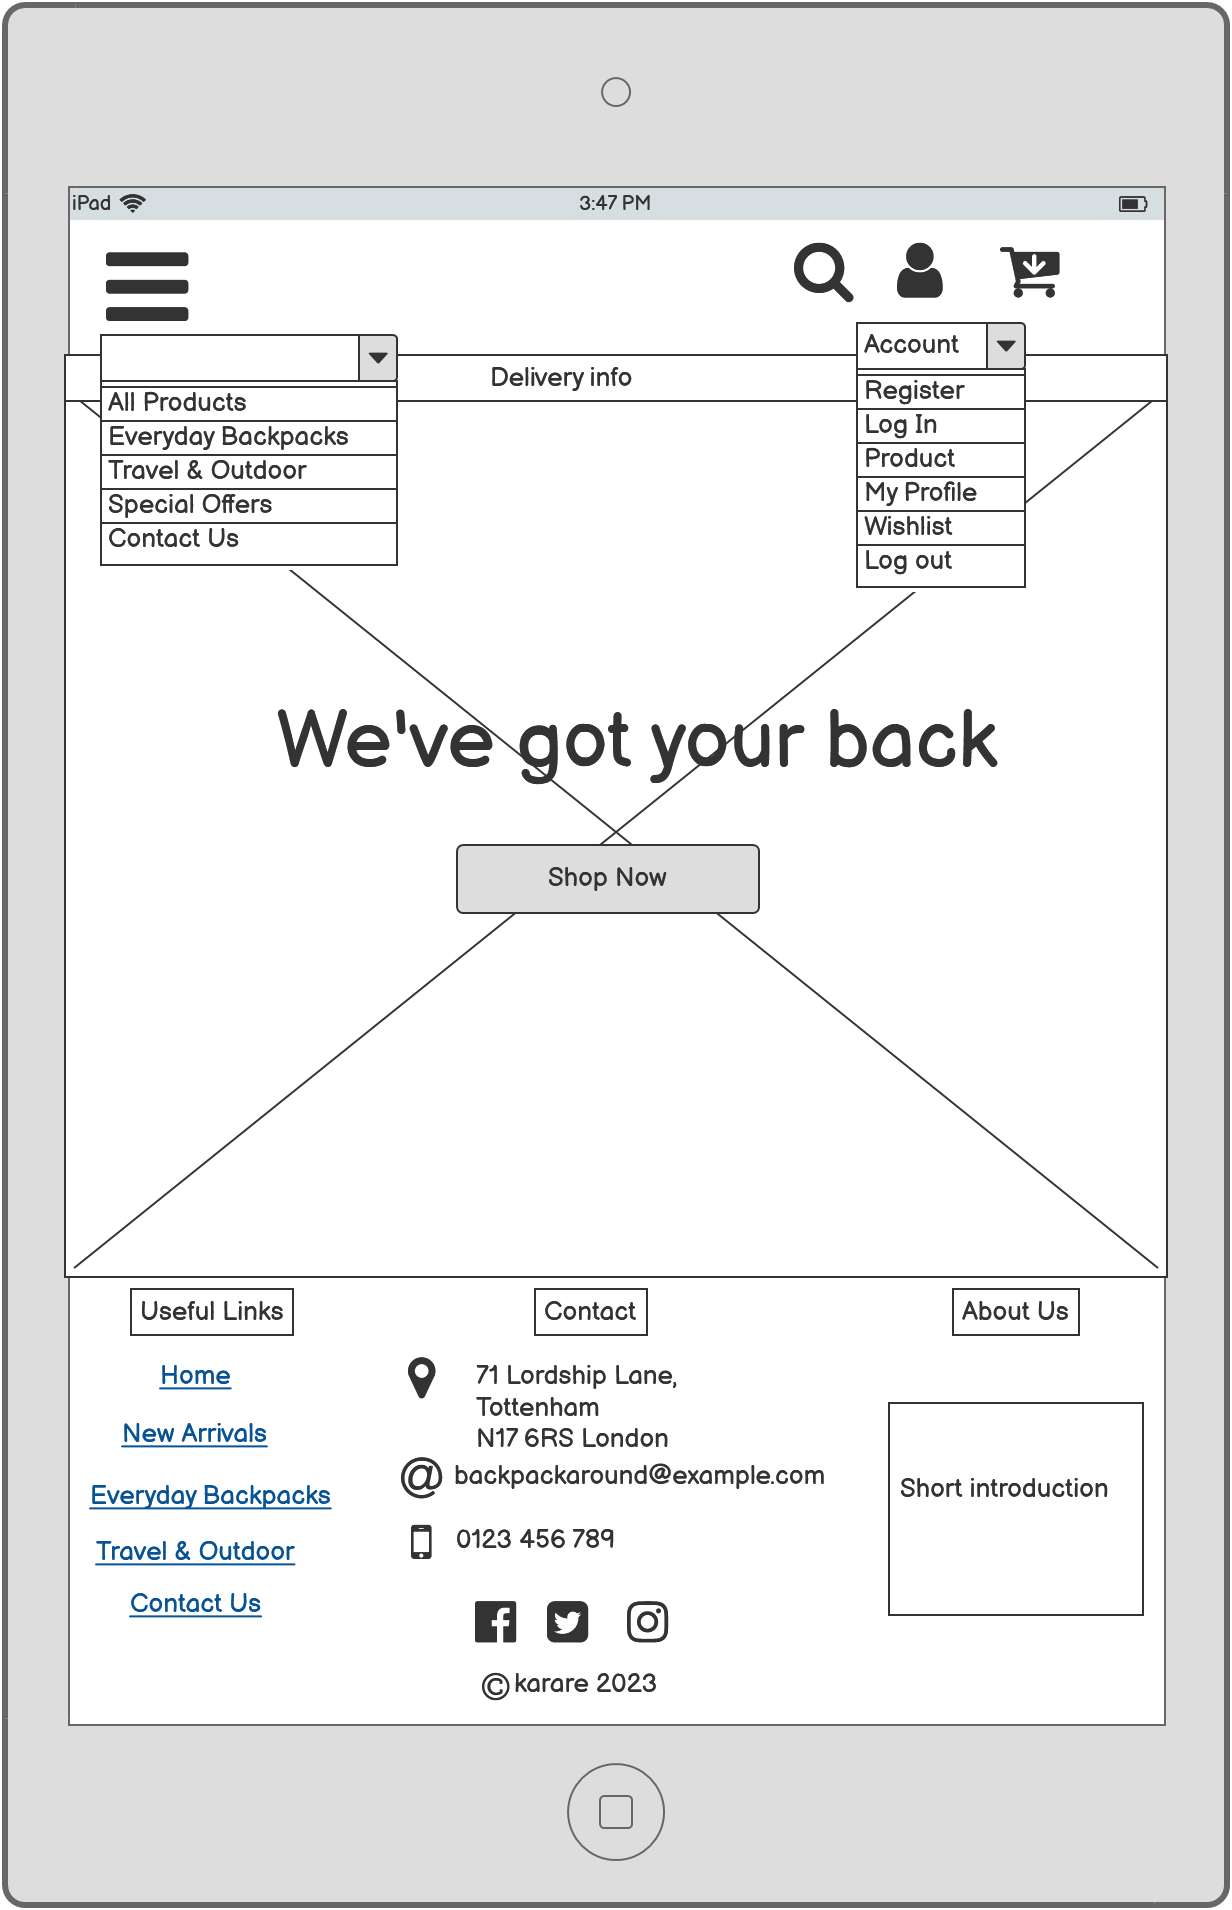 iPad 3:47 PM
Account
Delivery info
All Products
Everyday Backpacks
Travel & Outdoor
Special Offers
Contact Us
Register
Log In
Product
My Profile
Wishlist
Log out
We've got your back
Shop Now
Useful Links
Home
New Arrivals
Everyday Backpacks
Travel & Outdoor
Contact Us
Contact
71 Lordship Lane,
Tottenham
N17 6RS London
@ backpackaround@example.com
0123 456 789
© karare 2023
About Us
Short introduction